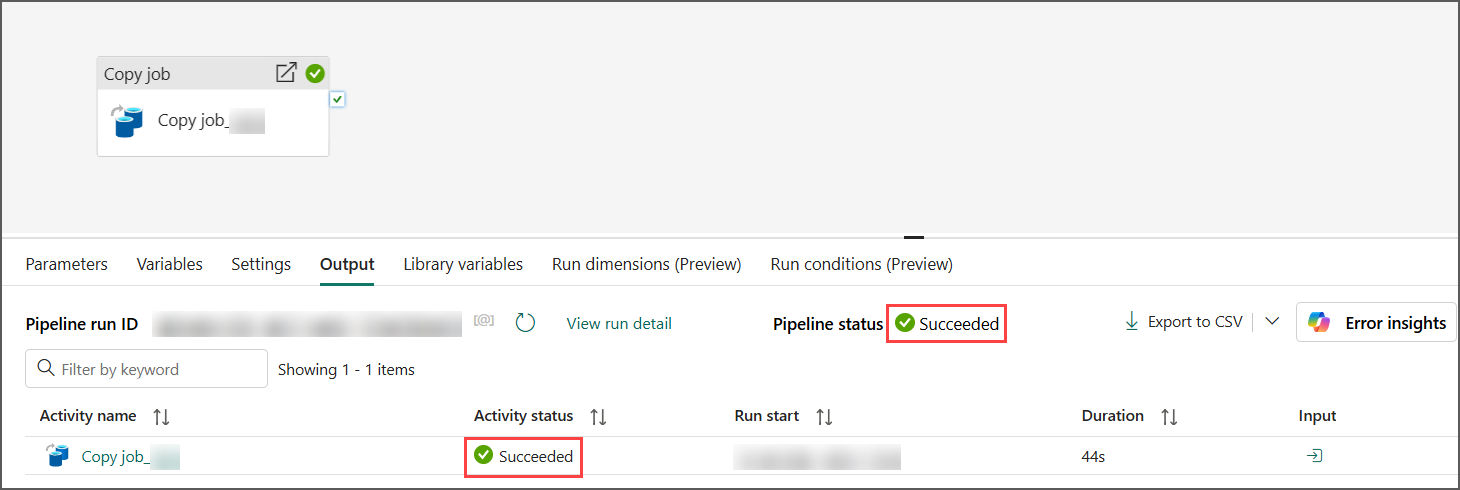 Copy job
Copy job_
Parameters Variables Settings Output Library variables Run dimensions (Preview) Run conditions (Preview)
Pipeline run ID [@] View run detail Pipeline status Succeeded Export to CSV Error insights
Filter by keyword Showing 1 - 1 items
Activity name Activity status Run start Duration Input
Copy job_ Succeeded 44s